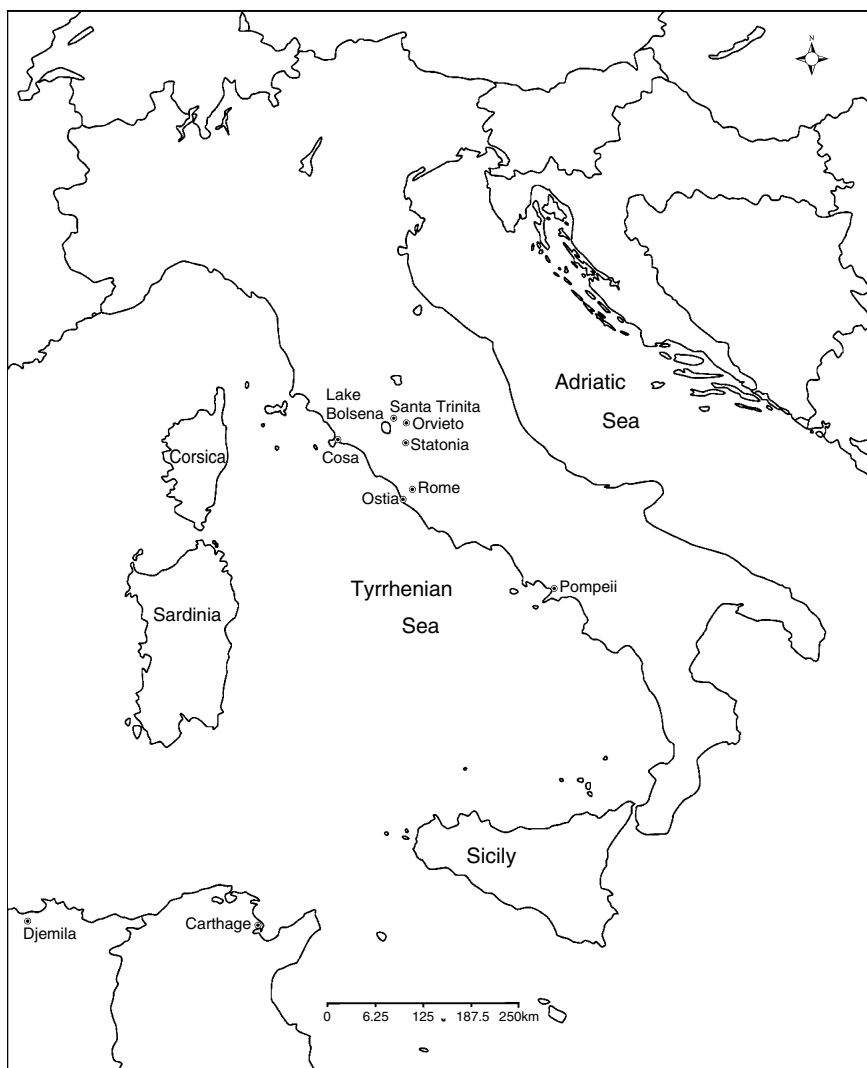 N
Adriatic
Sea
Lake
Bolsena
Santa Trinita
Orvieto
Statonia
Cosa
Corsica
Rome
Ostia
Tyrrhenian
Sea
Pompeii
Sardinia
Sicily
Carthage
Djemila
0 6.25 125 187.5 250km